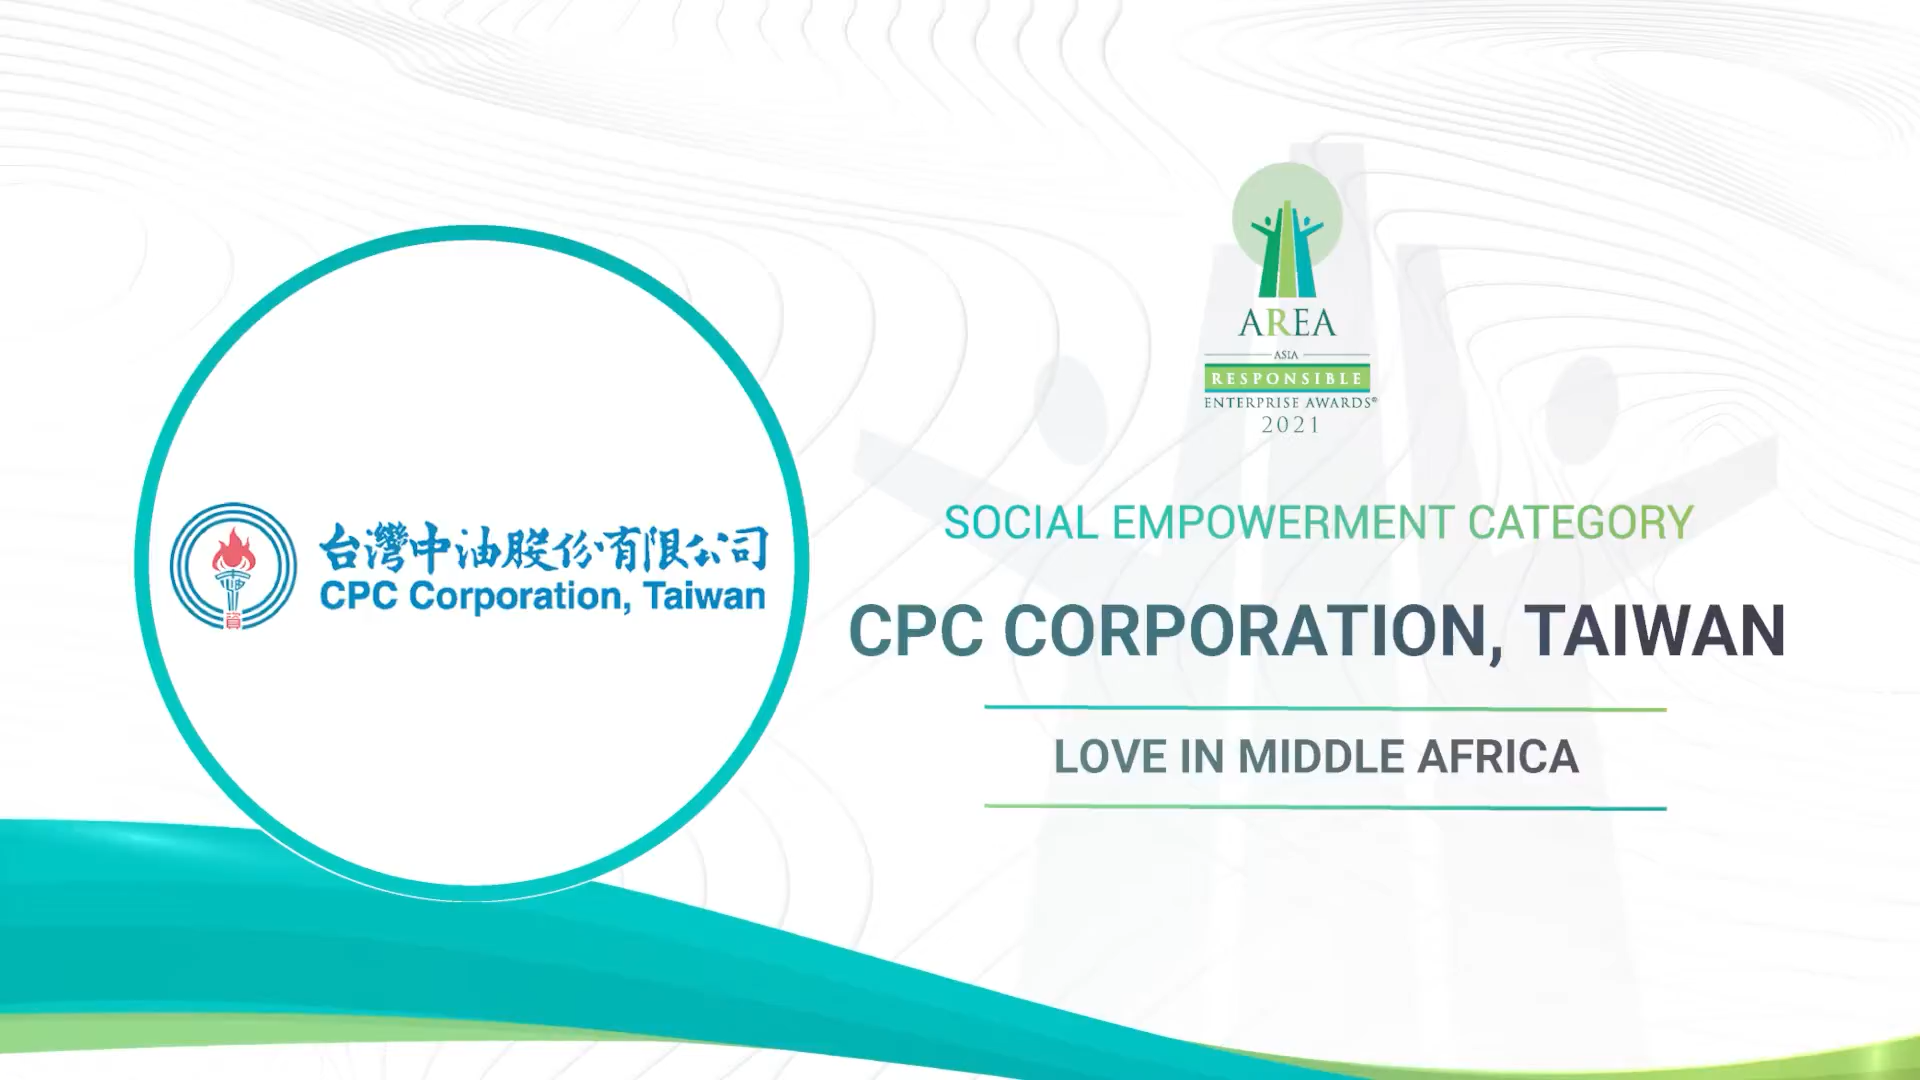 台灣中油股份有限公司
CPC Corporation, Taiwan
AREA
ASIA
RESPONSIBLE
ENTERPRISE AWARDS®
2021
SOCIAL EMPOWERMENT CATEGORY
CPC CORPORATION, TAIWAN
LOVE IN MIDDLE AFRICA